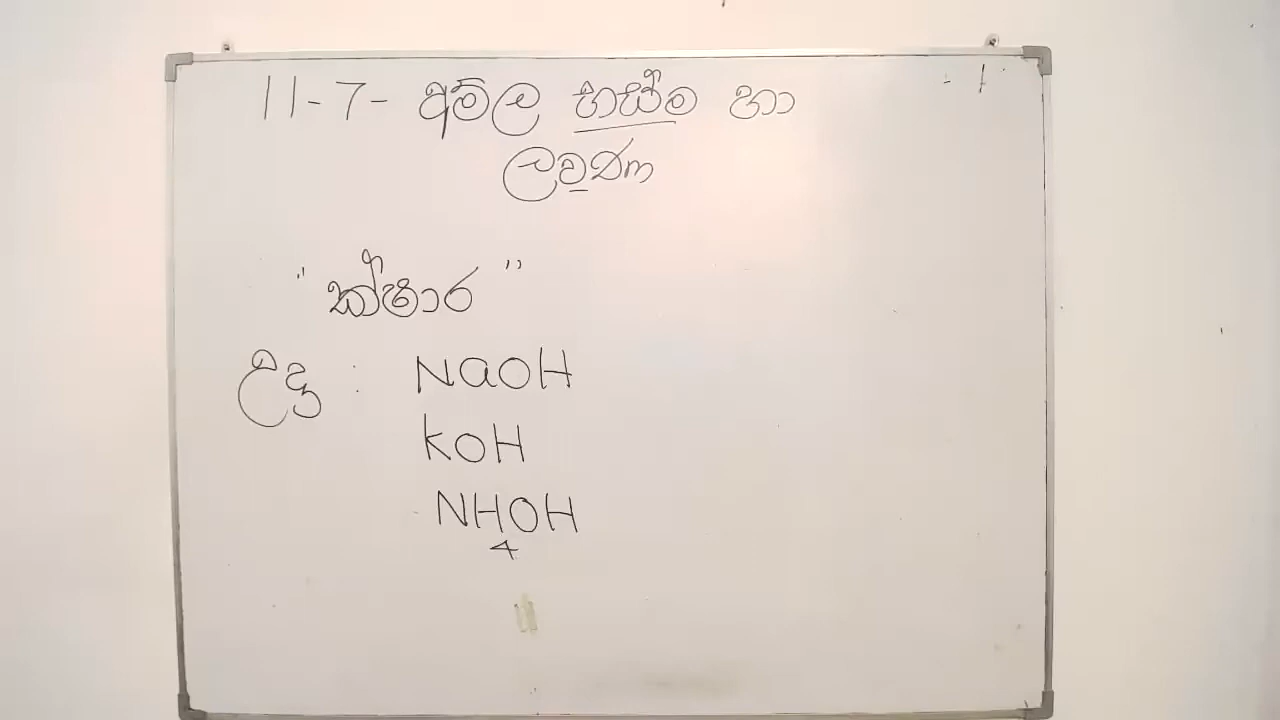 11-7- අම්ල භෂ්ම හා
ලවණ
"ක්ෂාර"
උදා :
NaOH
KOH
NH₄OH